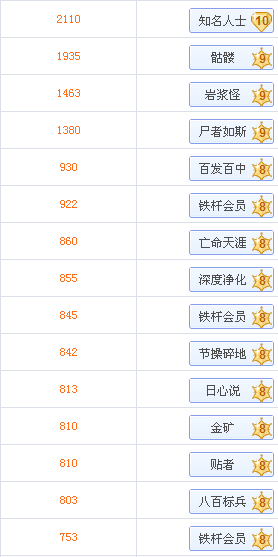 2110 知名人士 10
1935 骷髅 9
1463 岩浆怪 9
1380 尸者如斯 9
930 百发百中 8
922 铁杆会员 8
860 亡命天涯 8
855 深度净化 8
845 铁杆会员 8
842 节操碎地 8
813 日心说 8
810 金矿 8
810 贴者 8
803 八百标兵 8
753 铁杆会员 8